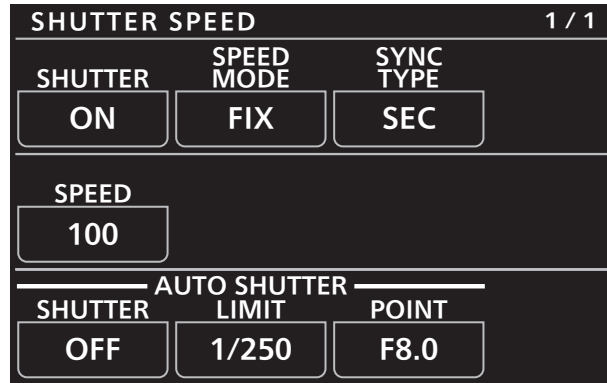 SHUTTER SPEED 1 / 1
SHUTTER SPEED MODE SYNC TYPE
ON FIX SEC
SPEED
100
AUTO SHUTTER
SHUTTER LIMIT POINT
OFF 1/250 F8.0